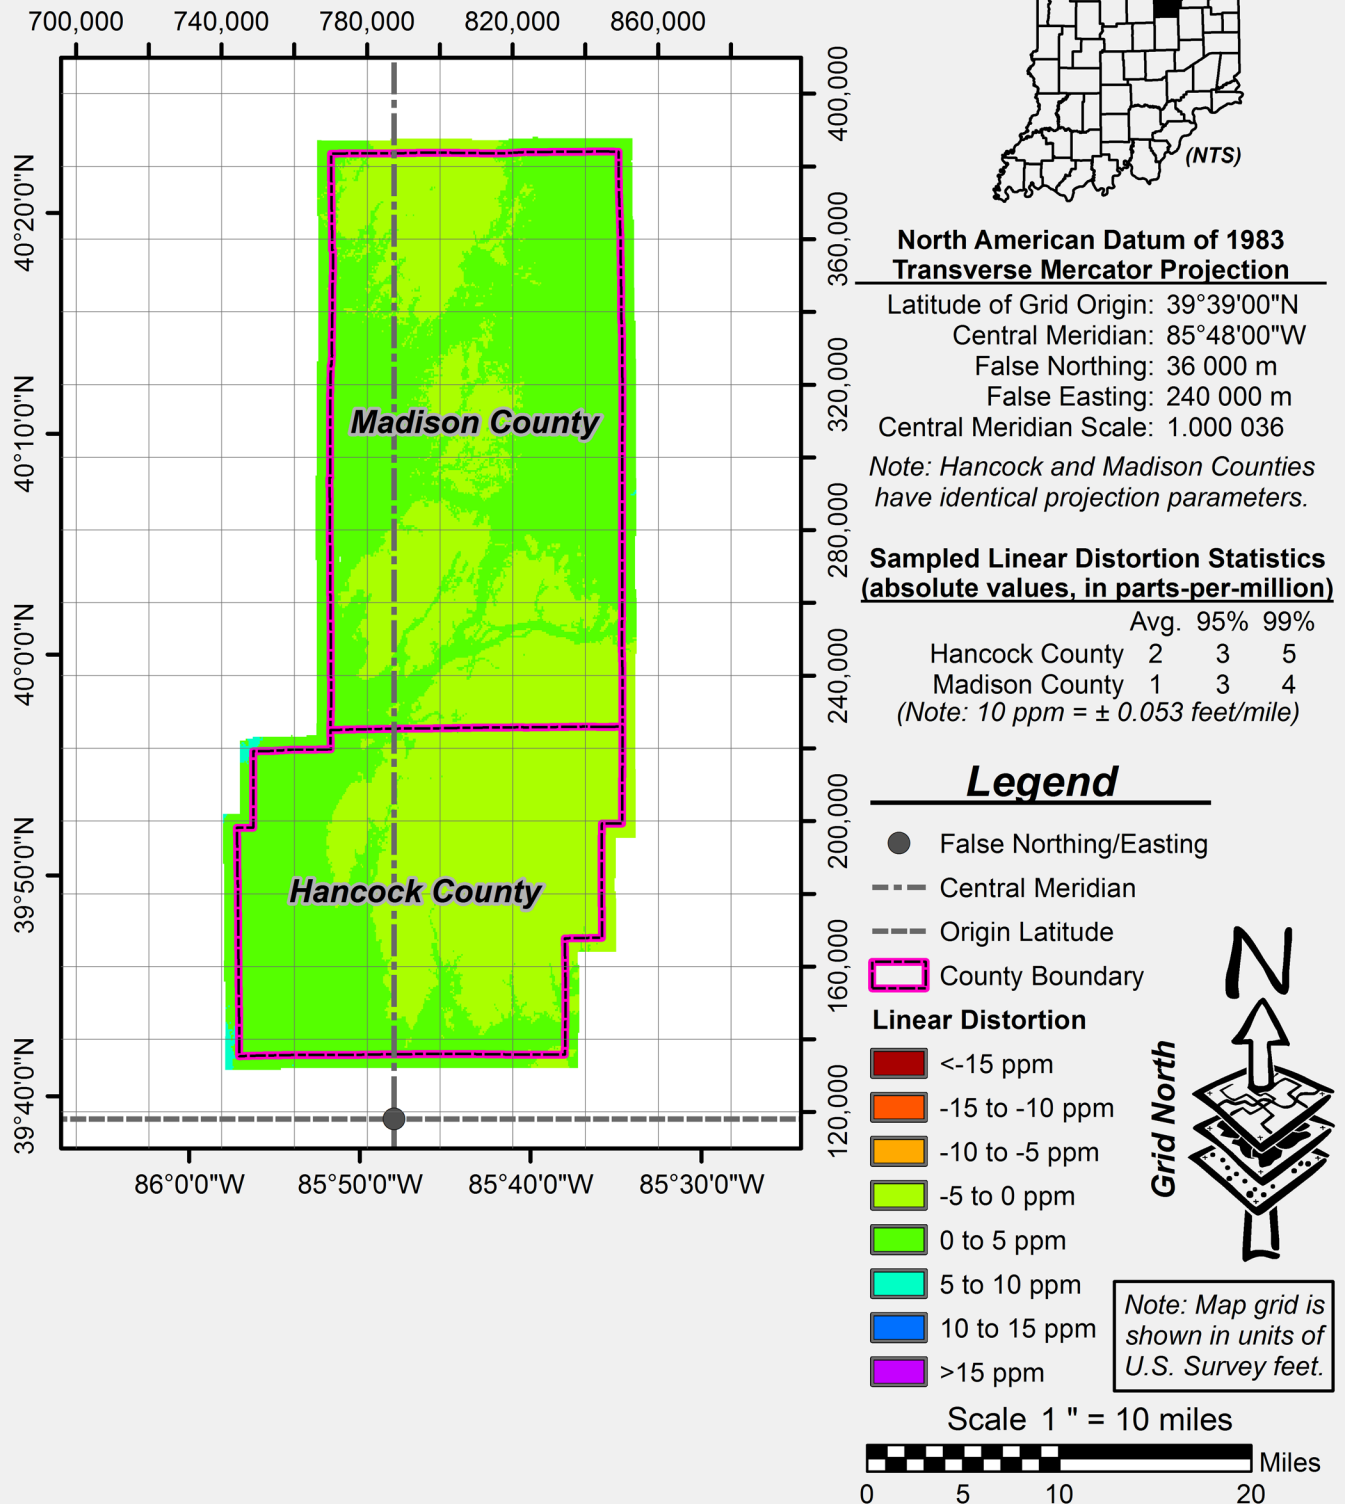 700,000 740,000 780,000 820,000 860,000
400,000
360,000
320,000
280,000
240,000
200,000
160,000
120,000
40°20'0"N
40°10'0"N
40°0'0"N
39°50'0"N
39°40'0"N
86°0'0"W 85°50'0"W 85°40'0"W 85°30'0"W
Madison County
Hancock County
(NTS)
North American Datum of 1983
Transverse Mercator Projection
Latitude of Grid Origin: 39°39'00"N
Central Meridian: 85°48'00"W
False Northing: 36 000 m
False Easting: 240 000 m
Central Meridian Scale: 1.000 036
Note: Hancock and Madison Counties
have identical projection parameters.
Sampled Linear Distortion Statistics
(absolute values, in parts-per-million)
Avg. 95% 99%
Hancock County 2 3 5
Madison County 1 3 4
(Note: 10 ppm = ± 0.053 feet/mile)
Legend
False Northing/Easting
Central Meridian
Origin Latitude
County Boundary
Linear Distortion
<-15 ppm
-15 to -10 ppm
-10 to -5 ppm
-5 to 0 ppm
0 to 5 ppm
5 to 10 ppm
10 to 15 ppm
>15 ppm
N
Grid North
Note: Map grid is
shown in units of
U.S. Survey feet.
Scale 1 " = 10 miles
Miles
0 5 10 20